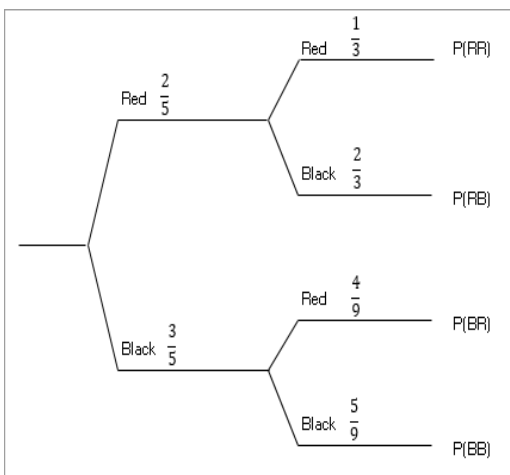 Red 1/3 P(RR)
Red 2/5
Black 2/3 P(RB)
Red 4/9 P(BR)
Black 3/5
Black 5/9 P(BB)